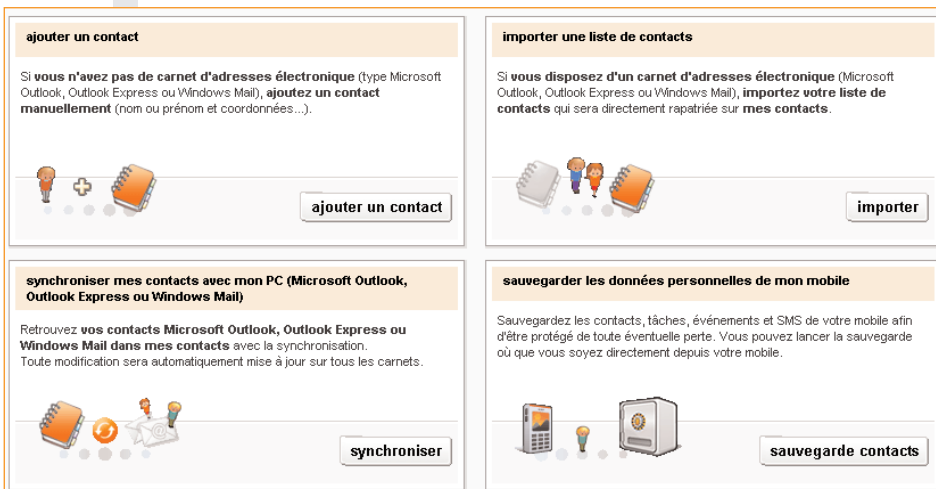 ajouter un contact
Si vous n'avez pas de carnet d'adresses électronique (type Microsoft
Outlook, Outlook Express ou Windows Mail), ajoutez un contact
manuellement (nom ou prénom et coordonnées...).
ajouter un contact
importer une liste de contacts
Si vous disposez d'un carnet d'adresses électronique (Microsoft
Outlook, Outlook Express ou Windows Mail), importez votre liste de
contacts qui sera directement rapatriée sur mes contacts.
importer
synchroniser mes contacts avec mon PC (Microsoft Outlook,
Outlook Express ou Windows Mail)
Retrouvez vos contacts Microsoft Outlook, Outlook Express ou
Windows Mail dans mes contacts avec la synchronisation.
Toute modification sera automatiquement mise à jour sur tous les carnets.
synchroniser
sauvegarder les données personnelles de mon mobile
Sauvegardez les contacts, tâches, événements et SMS de votre mobile afin
d'être protégé de toute éventuelle perte. Vous pouvez lancer la sauvegarde
où que vous soyez directement depuis votre mobile.
sauvegarde contacts